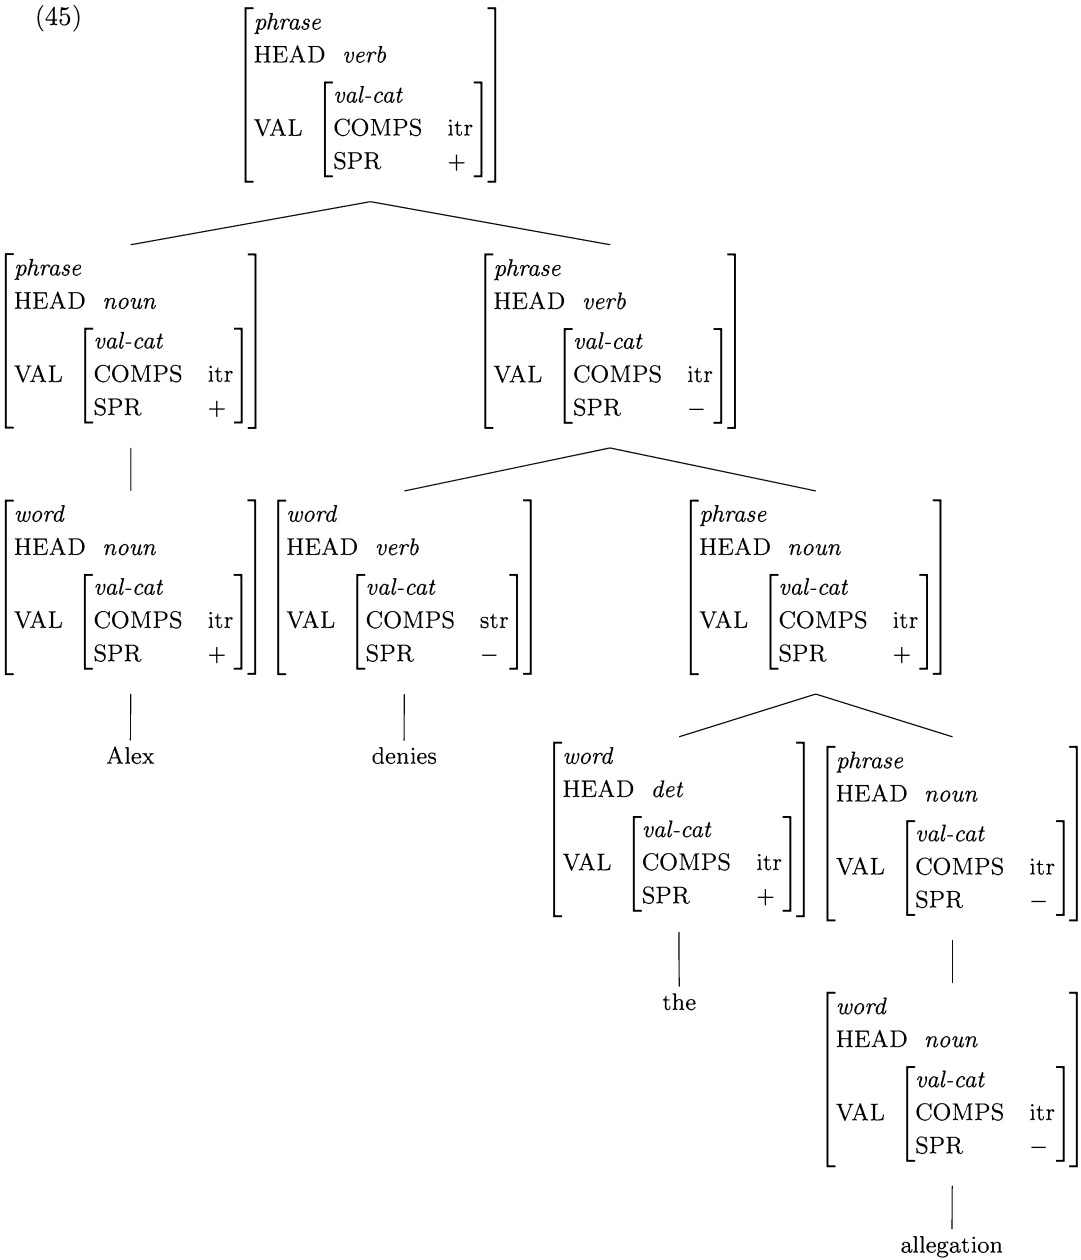 (45)
phrase
HEAD verb
VAL
val-cat
COMPS itr
SPR +
phrase
HEAD noun
VAL
val-cat
COMPS itr
SPR +
phrase
HEAD verb
VAL
val-cat
COMPS itr
SPR −
word
HEAD noun
VAL
val-cat
COMPS itr
SPR +
word
HEAD verb
VAL
val-cat
COMPS str
SPR −
phrase
HEAD noun
VAL
val-cat
COMPS itr
SPR +
Alex
denies
word
HEAD det
VAL
val-cat
COMPS itr
SPR +
phrase
HEAD noun
VAL
val-cat
COMPS itr
SPR −
the
word
HEAD noun
VAL
val-cat
COMPS itr
SPR −
allegation